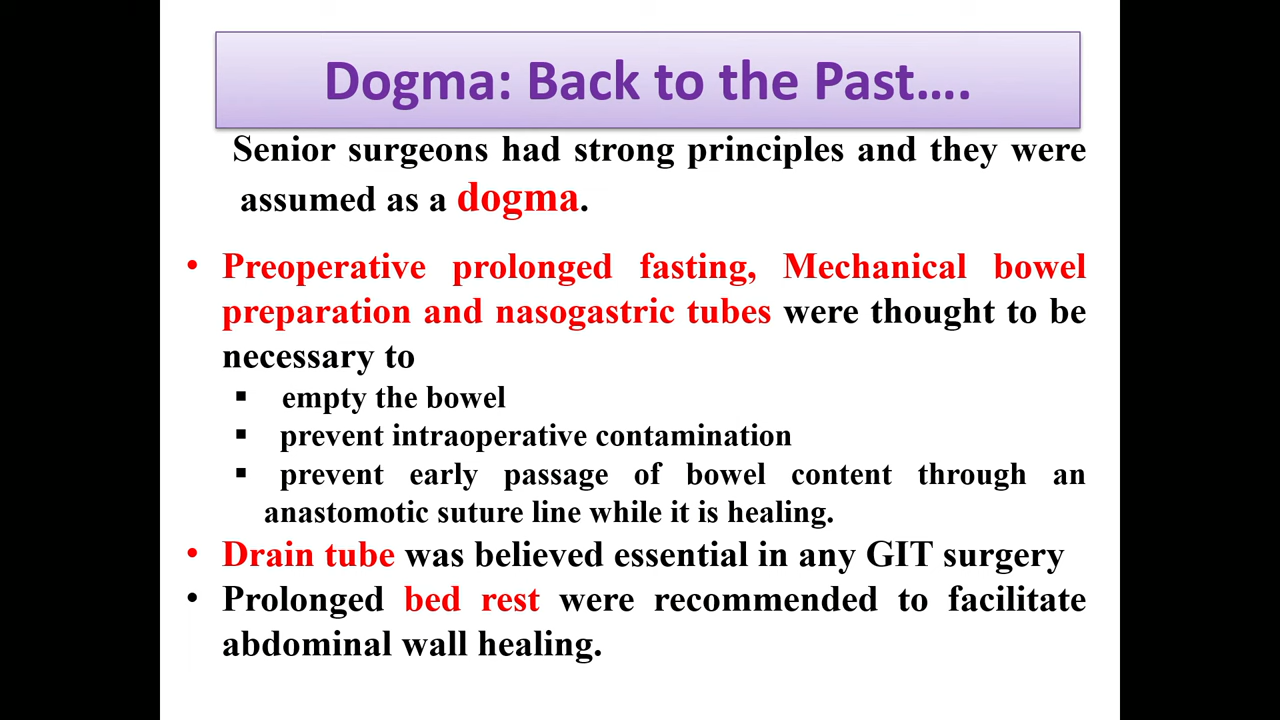 Dogma: Back to the Past….
Senior surgeons had strong principles and they were
assumed as a dogma.
• Preoperative prolonged fasting, Mechanical bowel
preparation and nasogastric tubes were thought to be
necessary to
▪ empty the bowel
▪ prevent intraoperative contamination
▪ prevent early passage of bowel content through an
anastomotic suture line while it is healing.
• Drain tube was believed essential in any GIT surgery
• Prolonged bed rest were recommended to facilitate
abdominal wall healing.